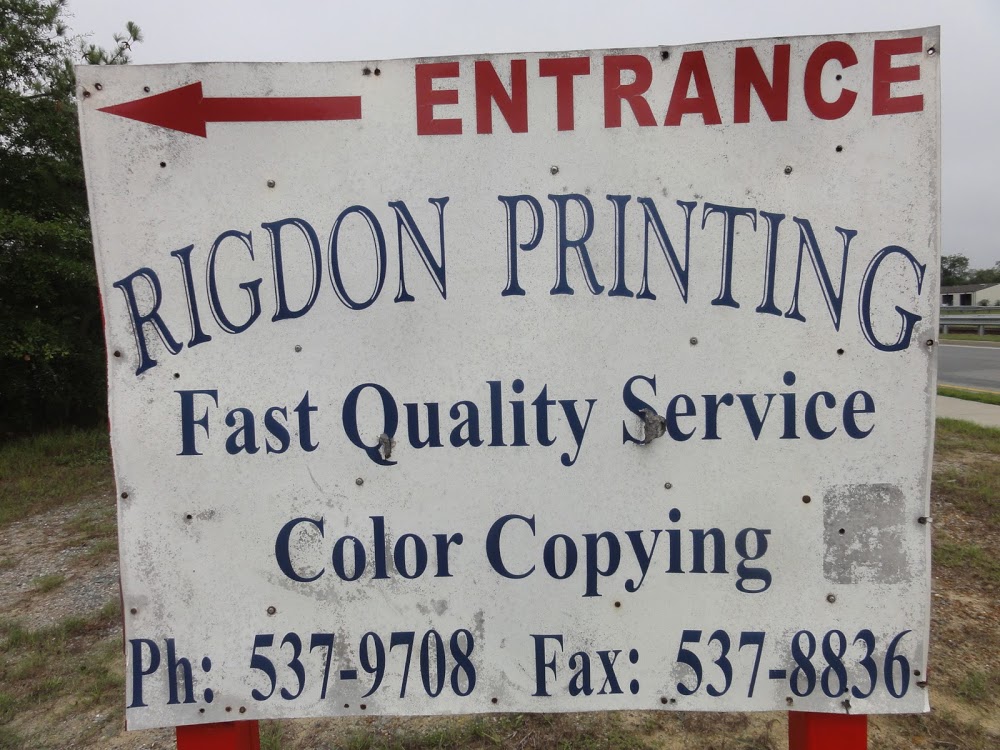 ENTRANCE
RIGDON PRINTING
Fast Quality Service
Color Copying
Ph: 537-9708 Fax: 537-8836